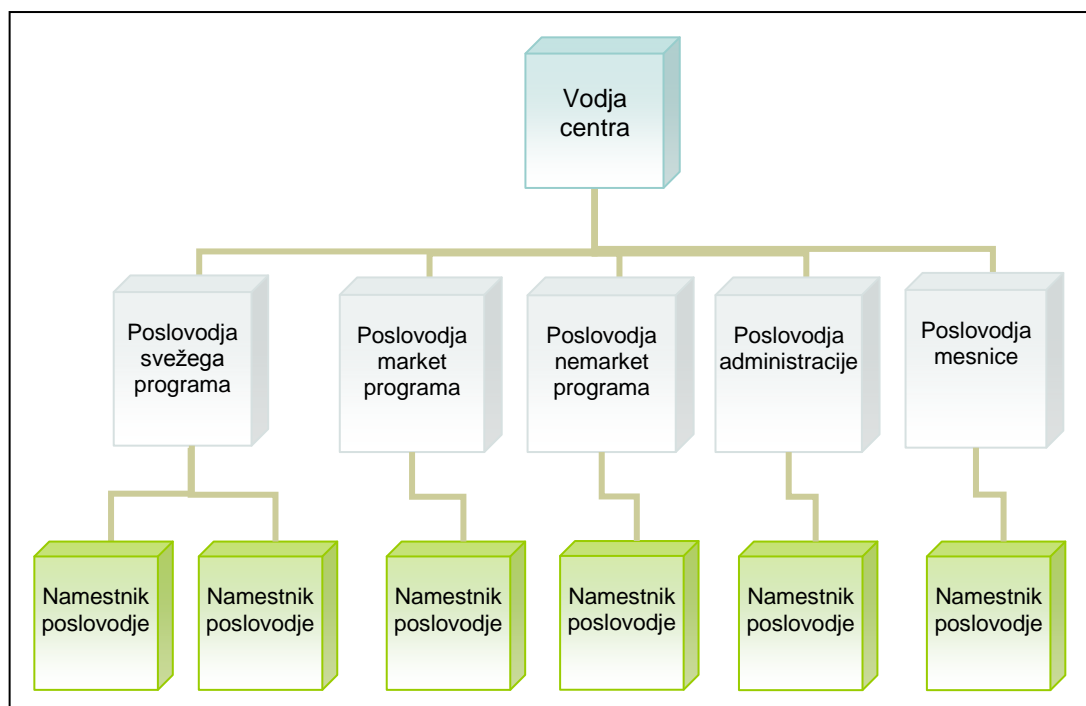 Vodja
centra
Poslovodja
svežega
programa
Poslovodja
market
programa
Poslovodja
nemarket
programa
Poslovodja
administracije
Poslovodja
mesnice
Namestnik
poslovodje
Namestnik
poslovodje
Namestnik
poslovodje
Namestnik
poslovodje
Namestnik
poslovodje
Namestnik
poslovodje